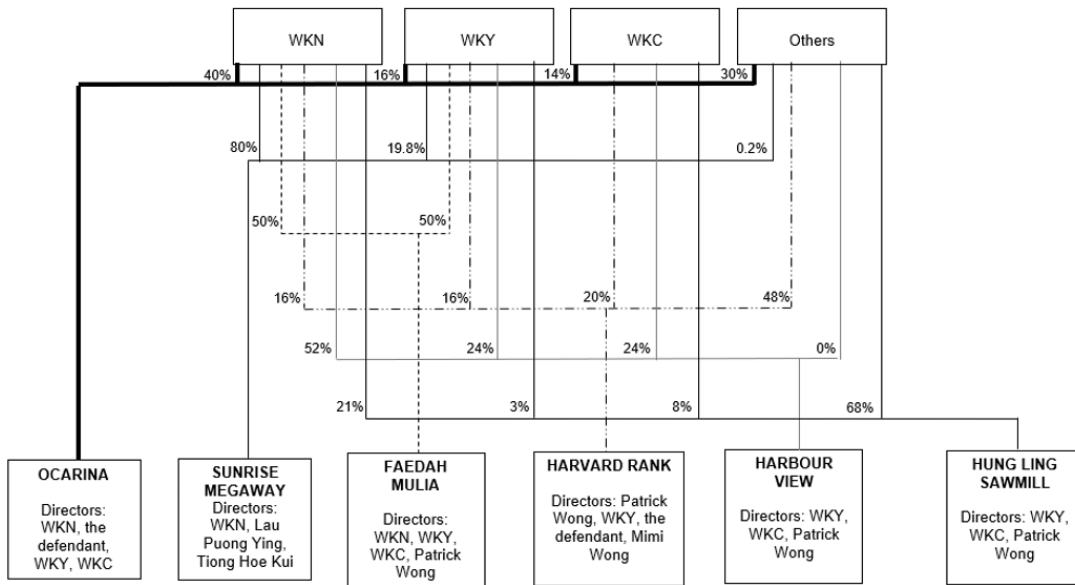 WKN
WKY
WKC
Others
40%
16%
14%
30%
80%
19.8%
0.2%
50%
50%
16%
16%
20%
48%
52%
24%
24%
0%
21%
3%
8%
68%
OCARINA
Directors:
WKN, the
defendant,
WKY, WKC
SUNRISE
MEGAWAY
Directors:
WKN, Lau
Puong Ying,
Tiong Hoe Kui
FAEDAH
MULIA
Directors:
WKN, WKY,
WKC, Patrick
Wong
HARVARD RANK
Directors: Patrick
Wong, WKY, the
defendant, Mimi
Wong
HARBOUR
VIEW
Directors: WKY,
WKC, Patrick
Wong
HUNG LING
SAWMILL
Directors: WKY,
WKC, Patrick
Wong